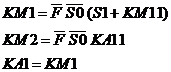 KM1 = F̅ S̅0̅ (S1 + KM11)
KM2 = F̅ S̅0̅ KA11
KA1 = KM1